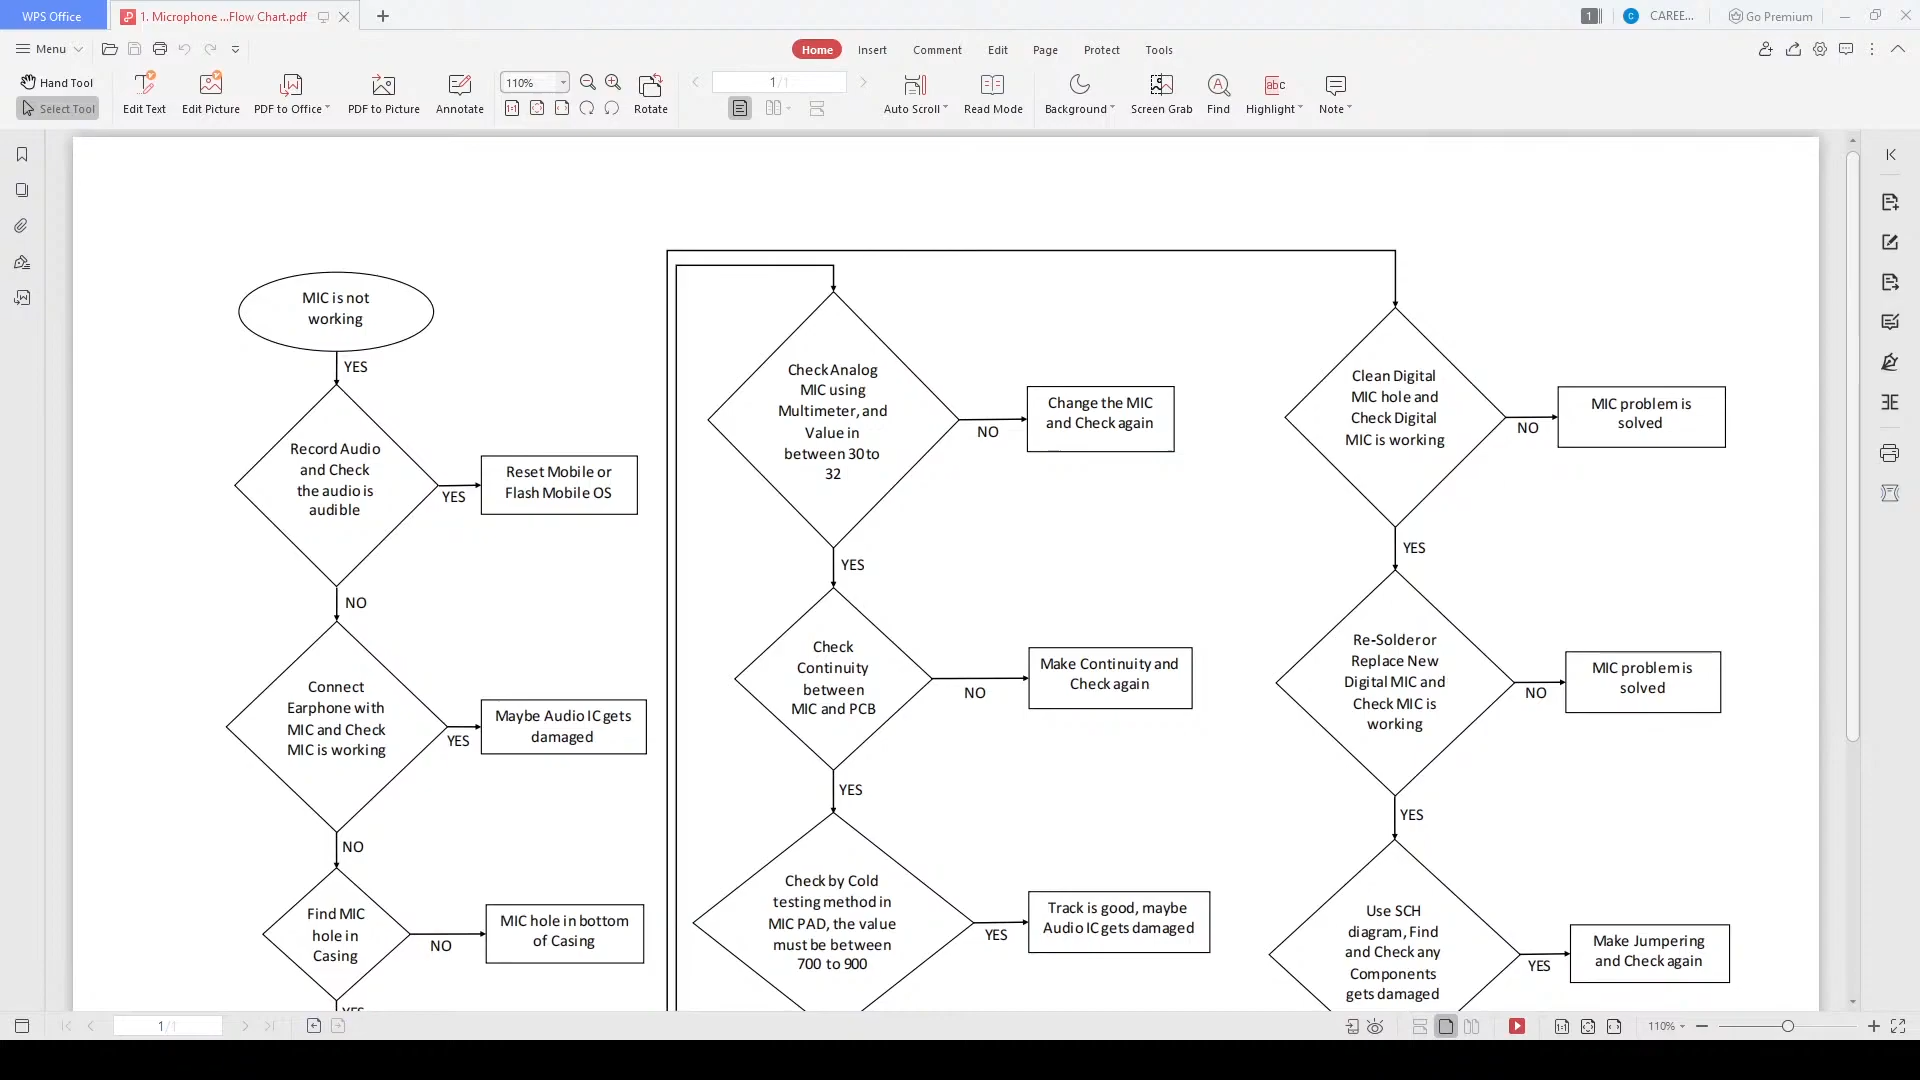 WPS Office
1. Microphone ...Flow Chart.pdf
1
C
CAREE...
Go Premium
Menu
Home
Insert
Comment
Edit
Page
Protect
Tools
Hand Tool
Select Tool
Edit Text
Edit Picture
PDF to Office
PDF to Picture
Annotate
110%
1:1
Rotate
1/1
Auto Scroll
Read Mode
Background
Screen Grab
Find
abc
Highlight
Note
MIC is not
working
YES
Record Audio
and Check
the audio is
audible
YES
Reset Mobile or
Flash Mobile OS
NO
Connect
Earphone with
MIC and Check
MIC is working
YES
Maybe Audio IC gets
damaged
NO
Find MIC
hole in
Casing
NO
MIC hole in bottom
of Casing
YES
Check Analog
MIC using
Multimeter, and
Value in
between 30 to
32
NO
Change the MIC
and Check again
YES
Check
Continuity
between
MIC and PCB
NO
Make Continuity and
Check again
YES
Check by Cold
testing method in
MIC PAD, the value
must be between
700 to 900
YES
Track is good, maybe
Audio IC gets damaged
Clean Digital
MIC hole and
Check Digital
MIC is working
NO
MIC problem is
solved
YES
Re-Solder or
Replace New
Digital MIC and
Check MIC is
working
NO
MIC problem is
solved
YES
Use SCH
diagram, Find
and Check any
Components
gets damaged
YES
Make Jumpering
and Check again
1/1
1:1
110%